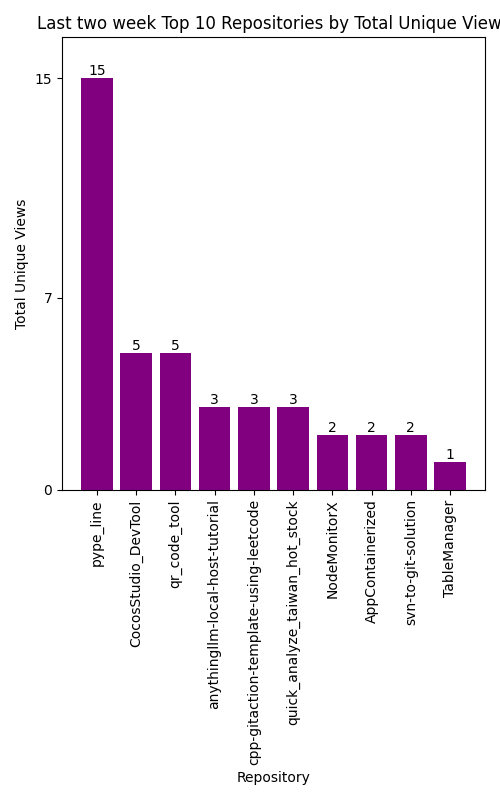 Last two week Top 10 Repositories by Total Unique View
15
7
0
Total Unique Views
15
5
5
3
3
3
2
2
2
1
pype_line
CocosStudio_DevTool
qr_code_tool
anythingllm-local-host-tutorial
cpp-gitaction-template-using-leetcode
quick_analyze_taiwan_hot_stock
NodeMonitorX
AppContainerized
svn-to-git-solution
TableManager
Repository